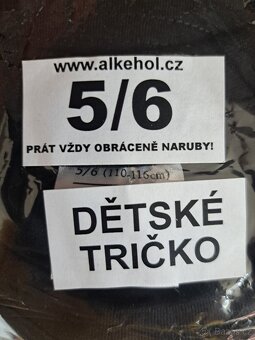 www.alkehol.cz
5/6
PRÁT VŽDY OBRÁCENĚ NARUBY!
5/6 (110-116cm)
DĚTSKÉ
TRIČKO